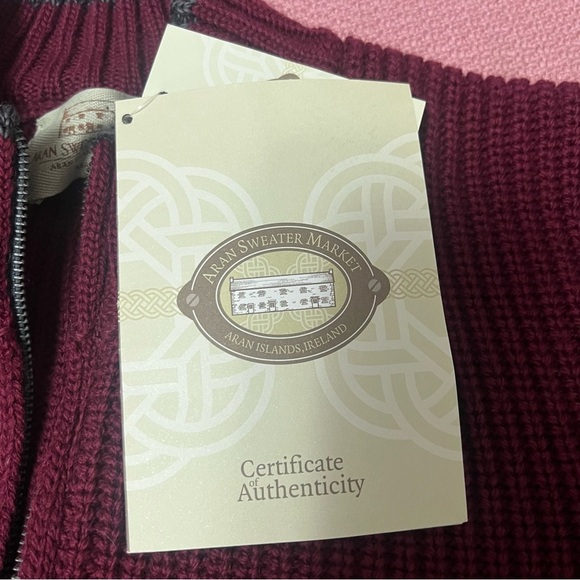 ARAN SWEATER MARKET
ARAN ISLANDS, IRELAND
Certificate
of
Authenticity